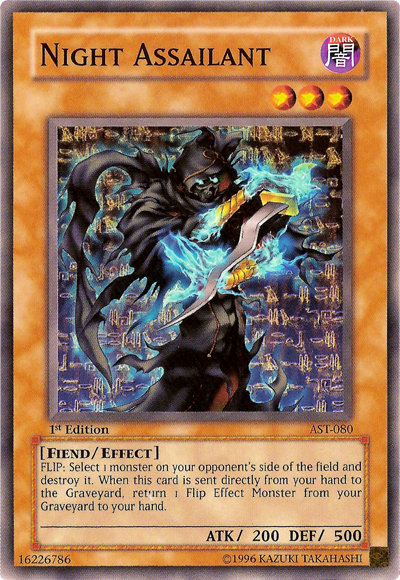 NIGHT ASSAILANT
DARK
闇
1st Edition
AST-080
[FIEND/EFFECT]
FLIP: Select 1 monster on your opponent's side of the field and
destroy it. When this card is sent directly from your hand to
the Graveyard, return 1 Flip Effect Monster from your
Graveyard to your hand.
ATK/ 200 DEF/ 500
16226786
©1996 KAZUKI TAKAHASHI